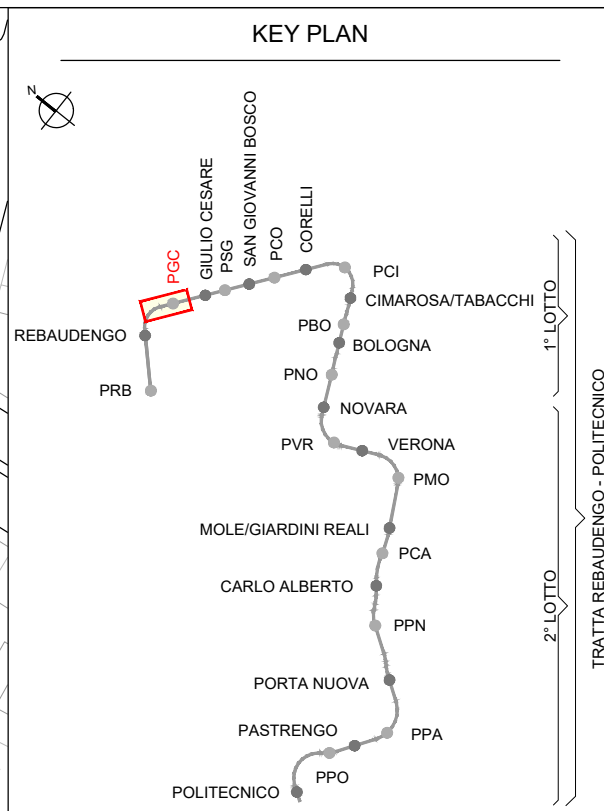 KEY PLAN
N
PGC
GIULIO CESARE
PSG
SAN GIOVANNI BOSCO
PCO
CORELLI
PCI
CIMAROSA/TABACCHI
REBAUDENGO
PBO
BOLOGNA
PNO
PRB
NOVARA
PVR
VERONA
PMO
MOLE/GIARDINI REALI
PCA
CARLO ALBERTO
PPN
PORTA NUOVA
PASTRENGO
PPA
PPO
POLITECNICO
1° LOTTO
2° LOTTO
TRATTA REBAUDENGO - POLITECNICO